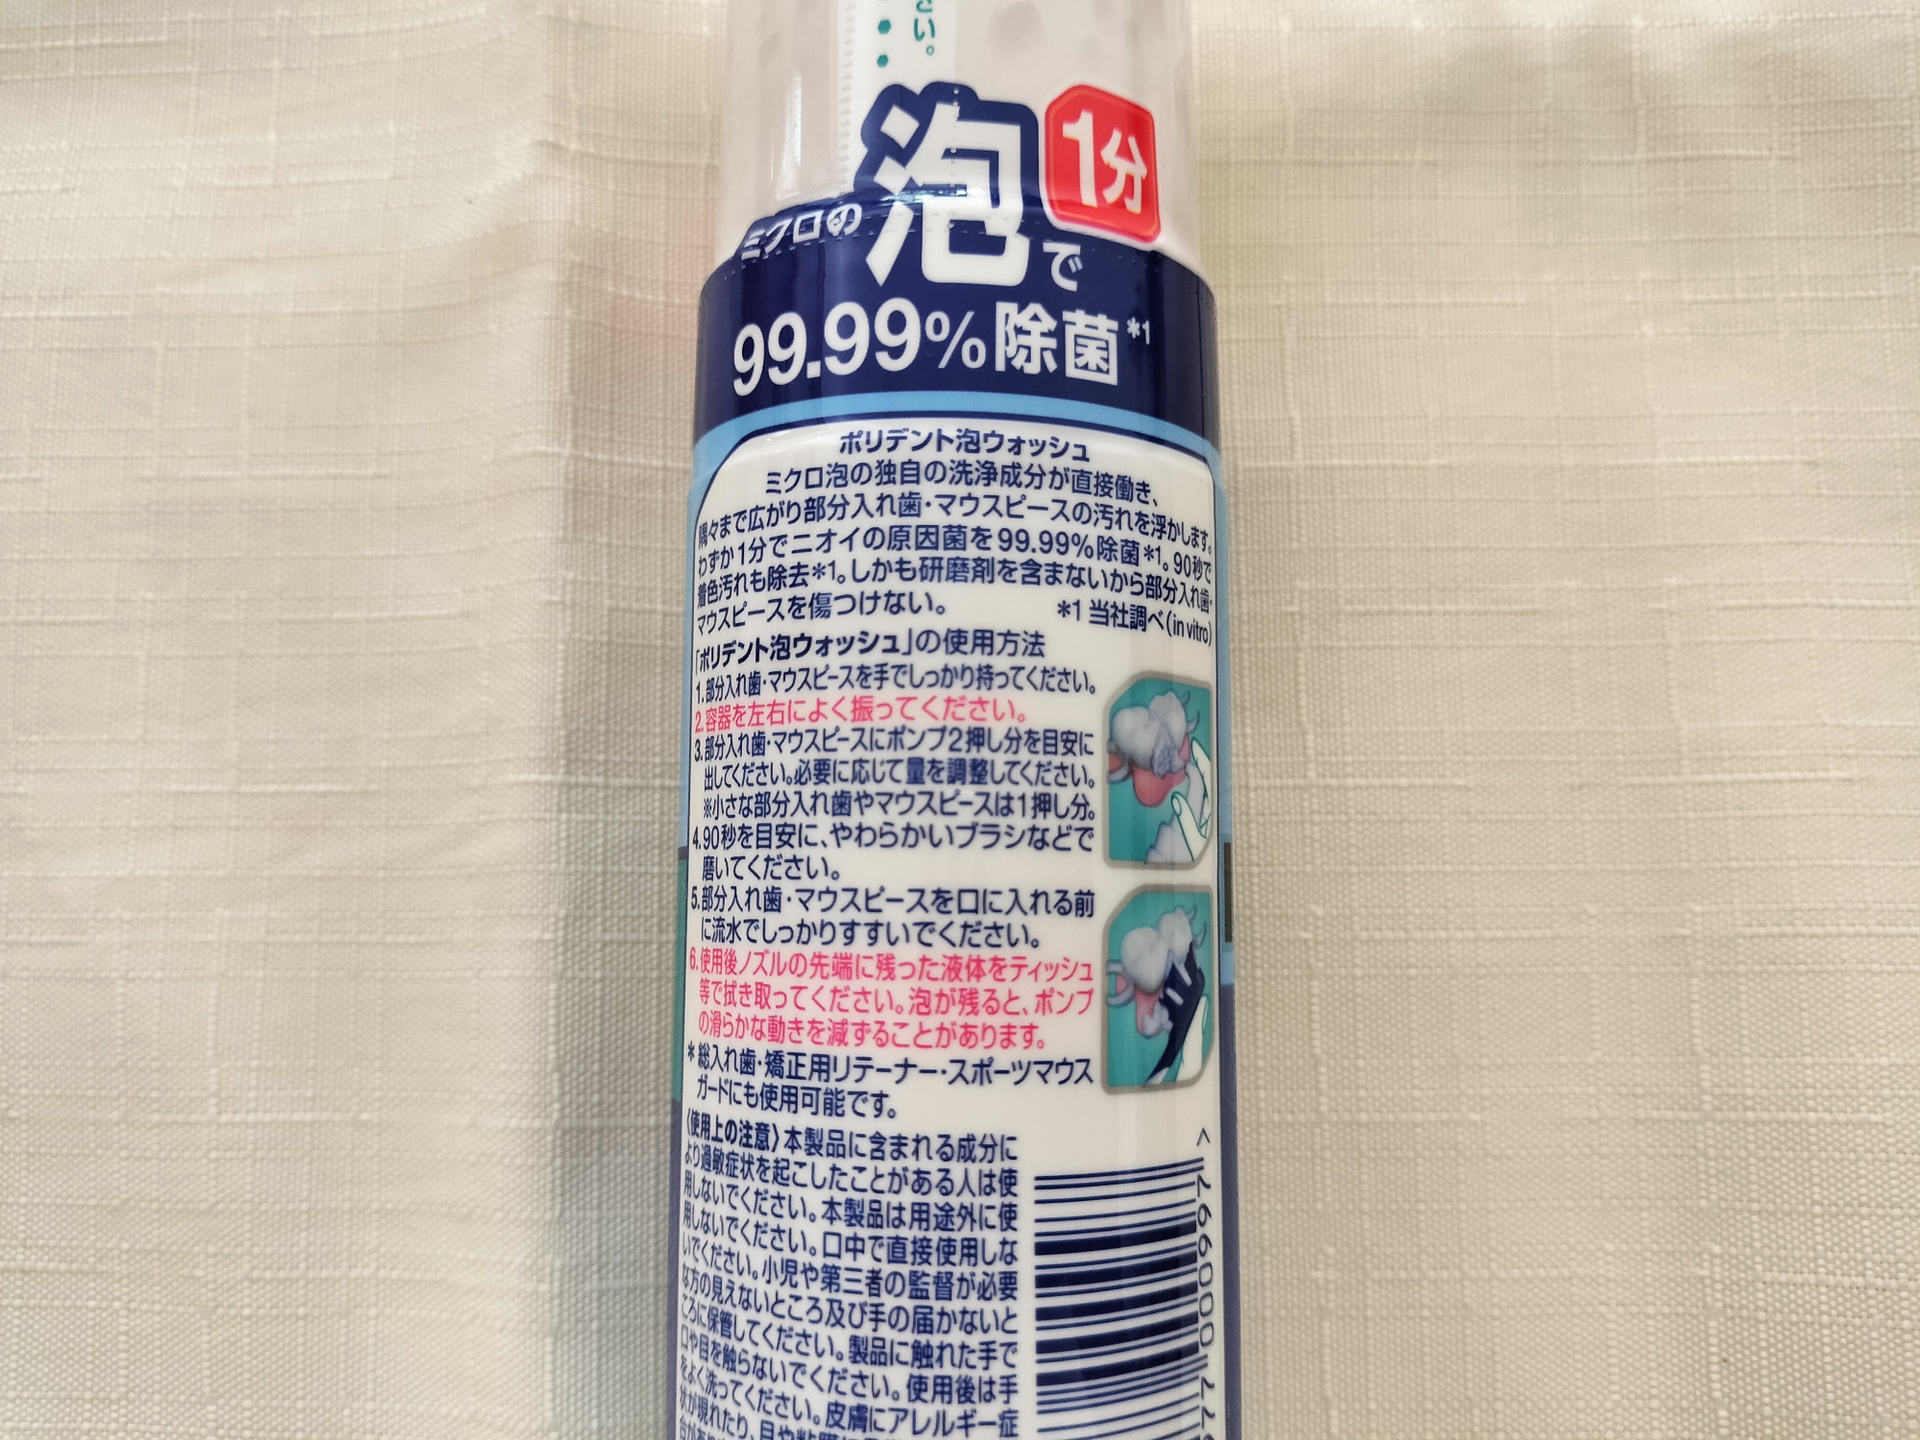 さい。
ミクロの泡で
1分
99.99%除菌*1
ポリデント泡ウォッシュ
ミクロ泡の独自の洗浄成分が直接働き、
隅々まで広がり部分入れ歯・マウスピースの汚れを浮かします。
わずか1分でニオイの原因菌を99.99%除菌*1。90秒で
着色汚れも除去*1。しかも研磨剤を含まないから部分入れ歯・
マウスピースを傷つけない。
*1 当社調べ(in vitro)
「ポリデント泡ウォッシュ」の使用方法
1.部分入れ歯・マウスピースを手でしっかり持ってください。
2.容器を左右によく振ってください。
3.部分入れ歯・マウスピースにポンプ2押し分を目安に
出してください。必要に応じて量を調整してください。
※小さな部分入れ歯やマウスピースは1押し分。
4.90秒を目安に、やわらかいブラシなどで
磨いてください。
5.部分入れ歯・マウスピースを口に入れる前
に流水でしっかりすすいでください。
6.使用後ノズルの先端に残った液体をティッシュ
等で拭き取ってください。泡が残ると、ポンプ
の滑らかな動きを減ずることがあります。
* 総入れ歯・矯正用リテーナー・スポーツマウス
ガードにも使用可能です。
〈使用上の注意〉本製品に含まれる成分に
より過敏症状を起こしたことがある人は使
用しないでください。本製品は用途外に使
用しないでください。口中で直接使用しな
いでください。小児や第三者の監督が必要
な方の見えないところ及び手の届かないと
ころに保管してください。製品に触れた手で
口や目を触らないでください。使用後は手
をよく洗ってください。皮膚にアレルギー症
状が現れたり、目や粘膜に